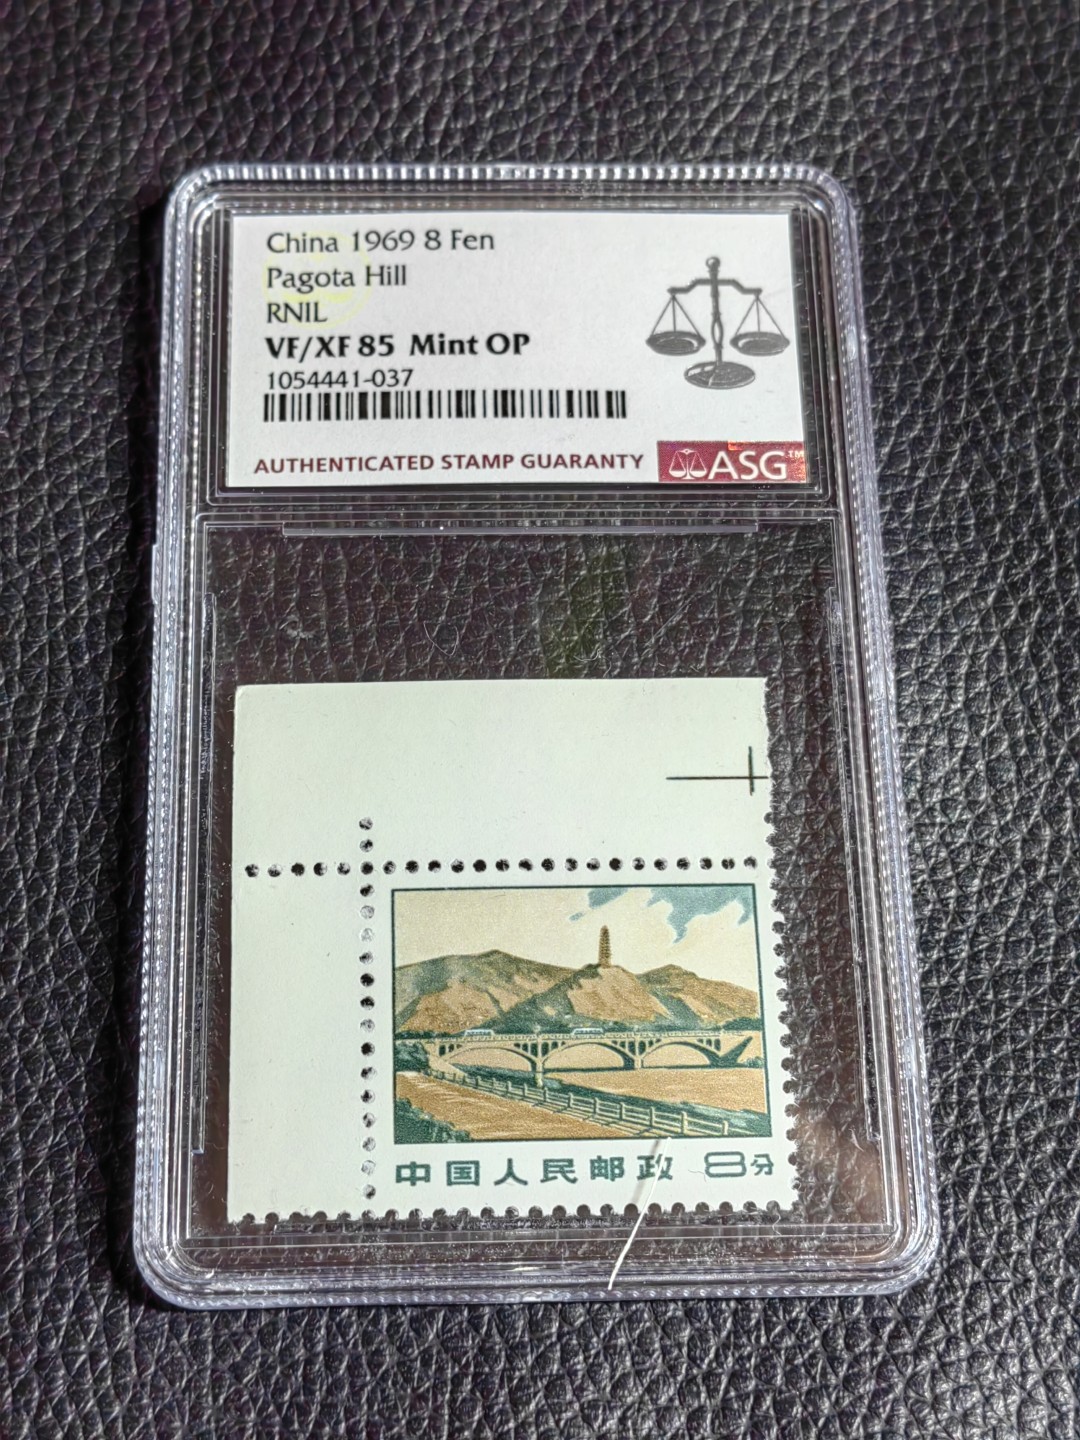 China 1969 8 Fen
Pagota Hill
RNIL
VF/XF 85 Mint OP
1054441-037
AUTHENTICATED STAMP GUARANTY ASG™
中国人民邮政 8分